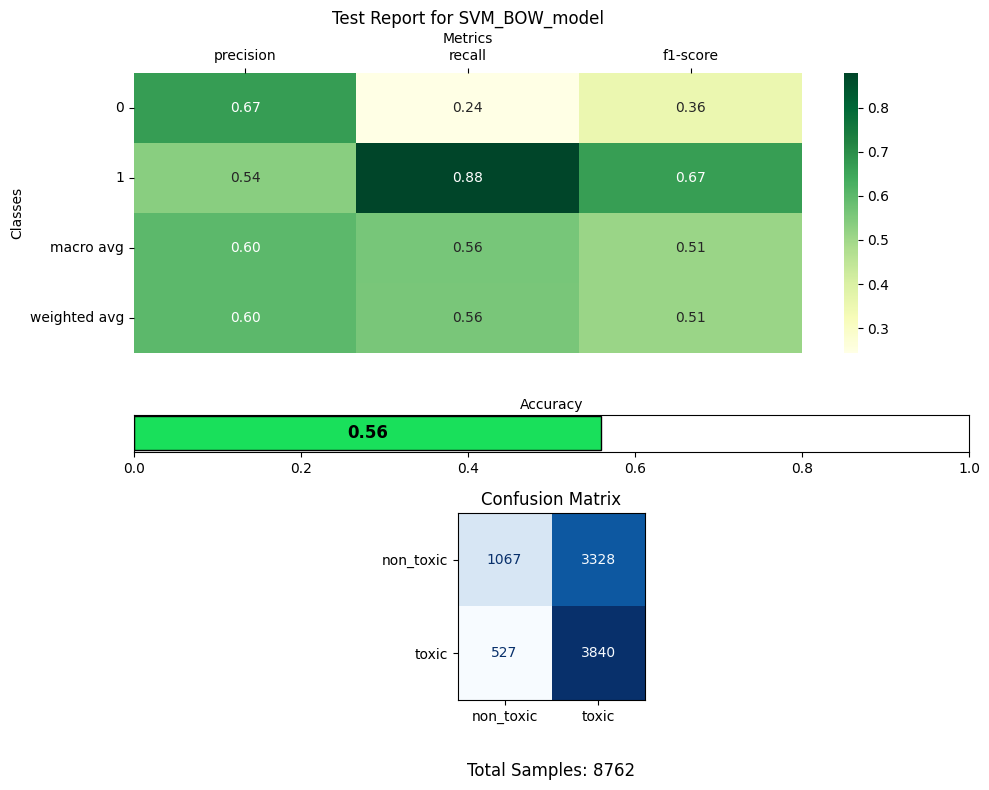 Test Report for SVM_BOW_model
Metrics
precision recall f1-score
0 0.67 0.24 0.36
1 0.54 0.88 0.67
macro avg 0.60 0.56 0.51
weighted avg 0.60 0.56 0.51
Classes
0.8
0.7
0.6
0.5
0.4
0.3
Accuracy
0.56
0.0 0.2 0.4 0.6 0.8 1.0
Confusion Matrix
non_toxic 1067 3328
toxic 527 3840
non_toxic toxic
Total Samples: 8762